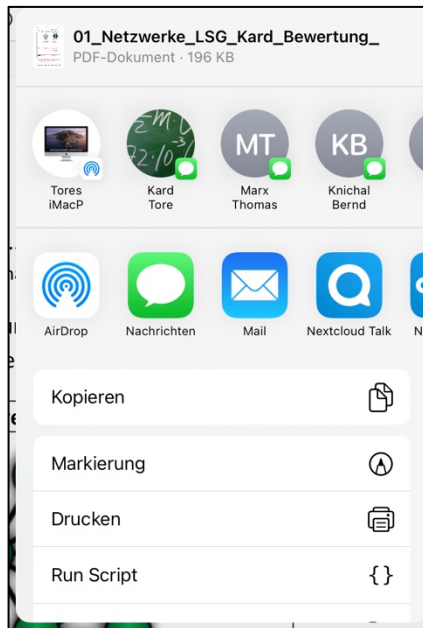 01_Netzwerke_LSG_Kard_Bewertung_
PDF-Dokument · 196 KB
MT
KB
Tores
iMacP
Kard
Tore
Marx
Thomas
Knichal
Bernd
AirDrop
Nachrichten
Mail
Nextcloud Talk
N
Kopieren
Markierung
Drucken
Run Script